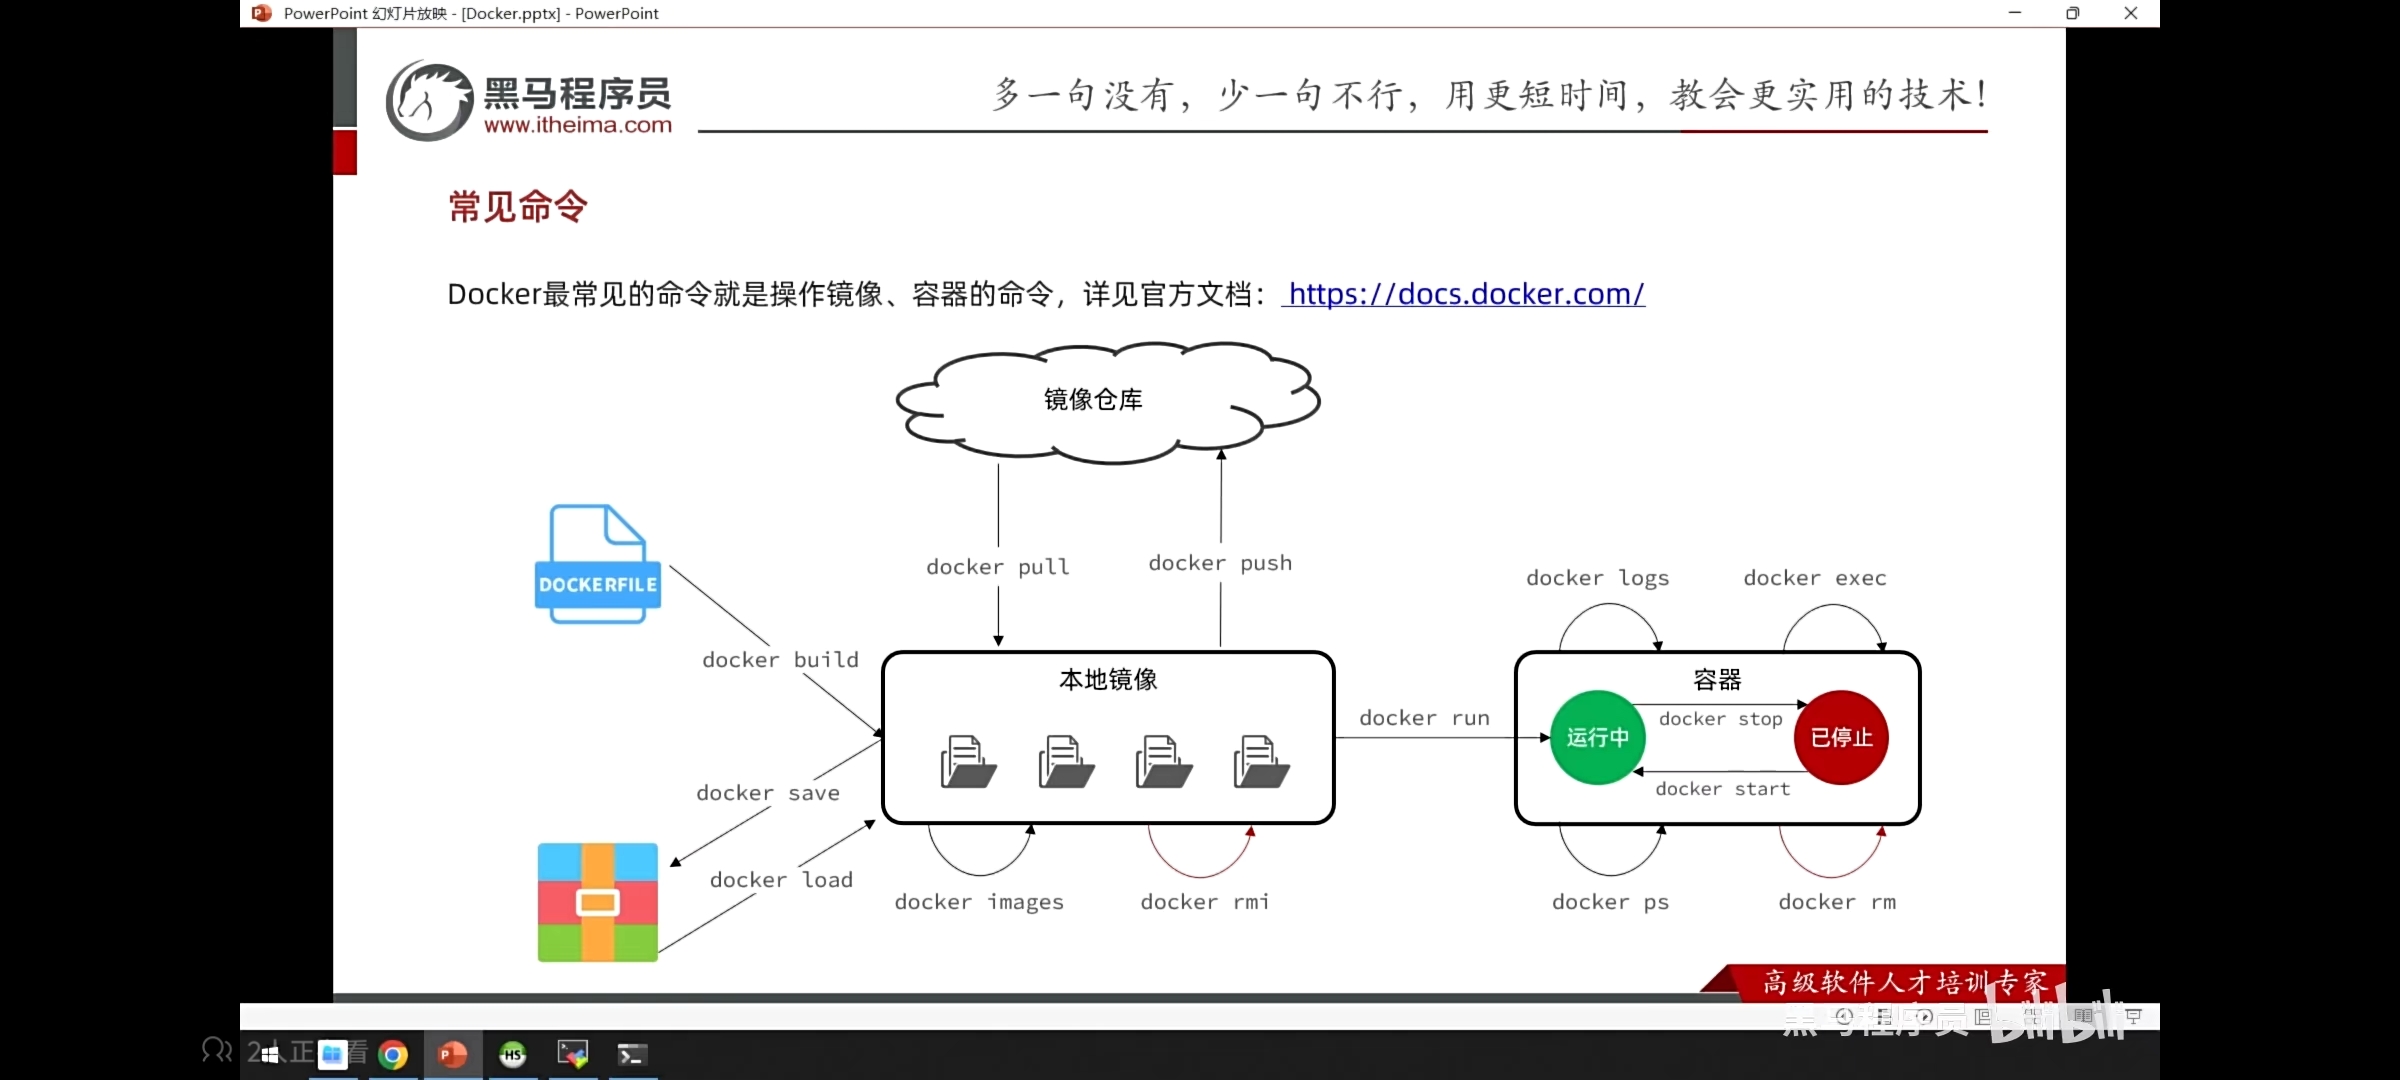 PowerPoint 幻灯片放映 - [Docker.pptx] - PowerPoint
黑马程序员
www.itheima.com
多一句没有，少一句不行，用更短时间，教会更实用的技术！
常见命令
Docker最常见的命令就是操作镜像、容器的命令，详见官方文档： https://docs.docker.com/
镜像仓库
DOCKERFILE
docker pull
docker push
docker logs
docker exec
docker build
本地镜像
容器
docker run
运行中
docker stop
已停止
docker start
docker save
docker load
docker images
docker rmi
docker ps
docker rm
高级软件人才培训专家
黑马程序员 bilibili
2人正
看
HS